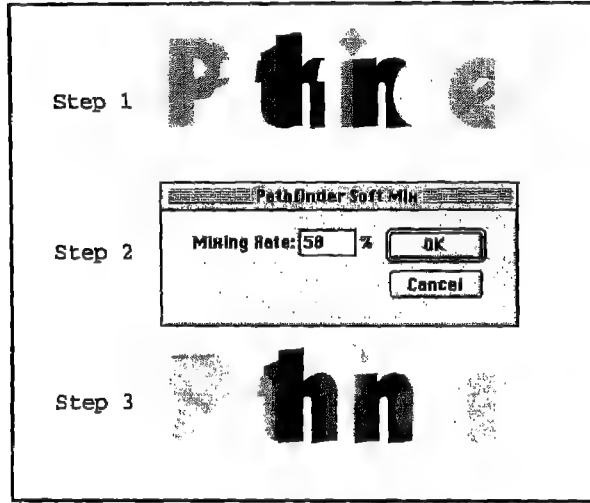 Step 1
PathFinder Soft Mix
Step 2
Mixing Rate: 50 %
OK
Cancel
Step 3